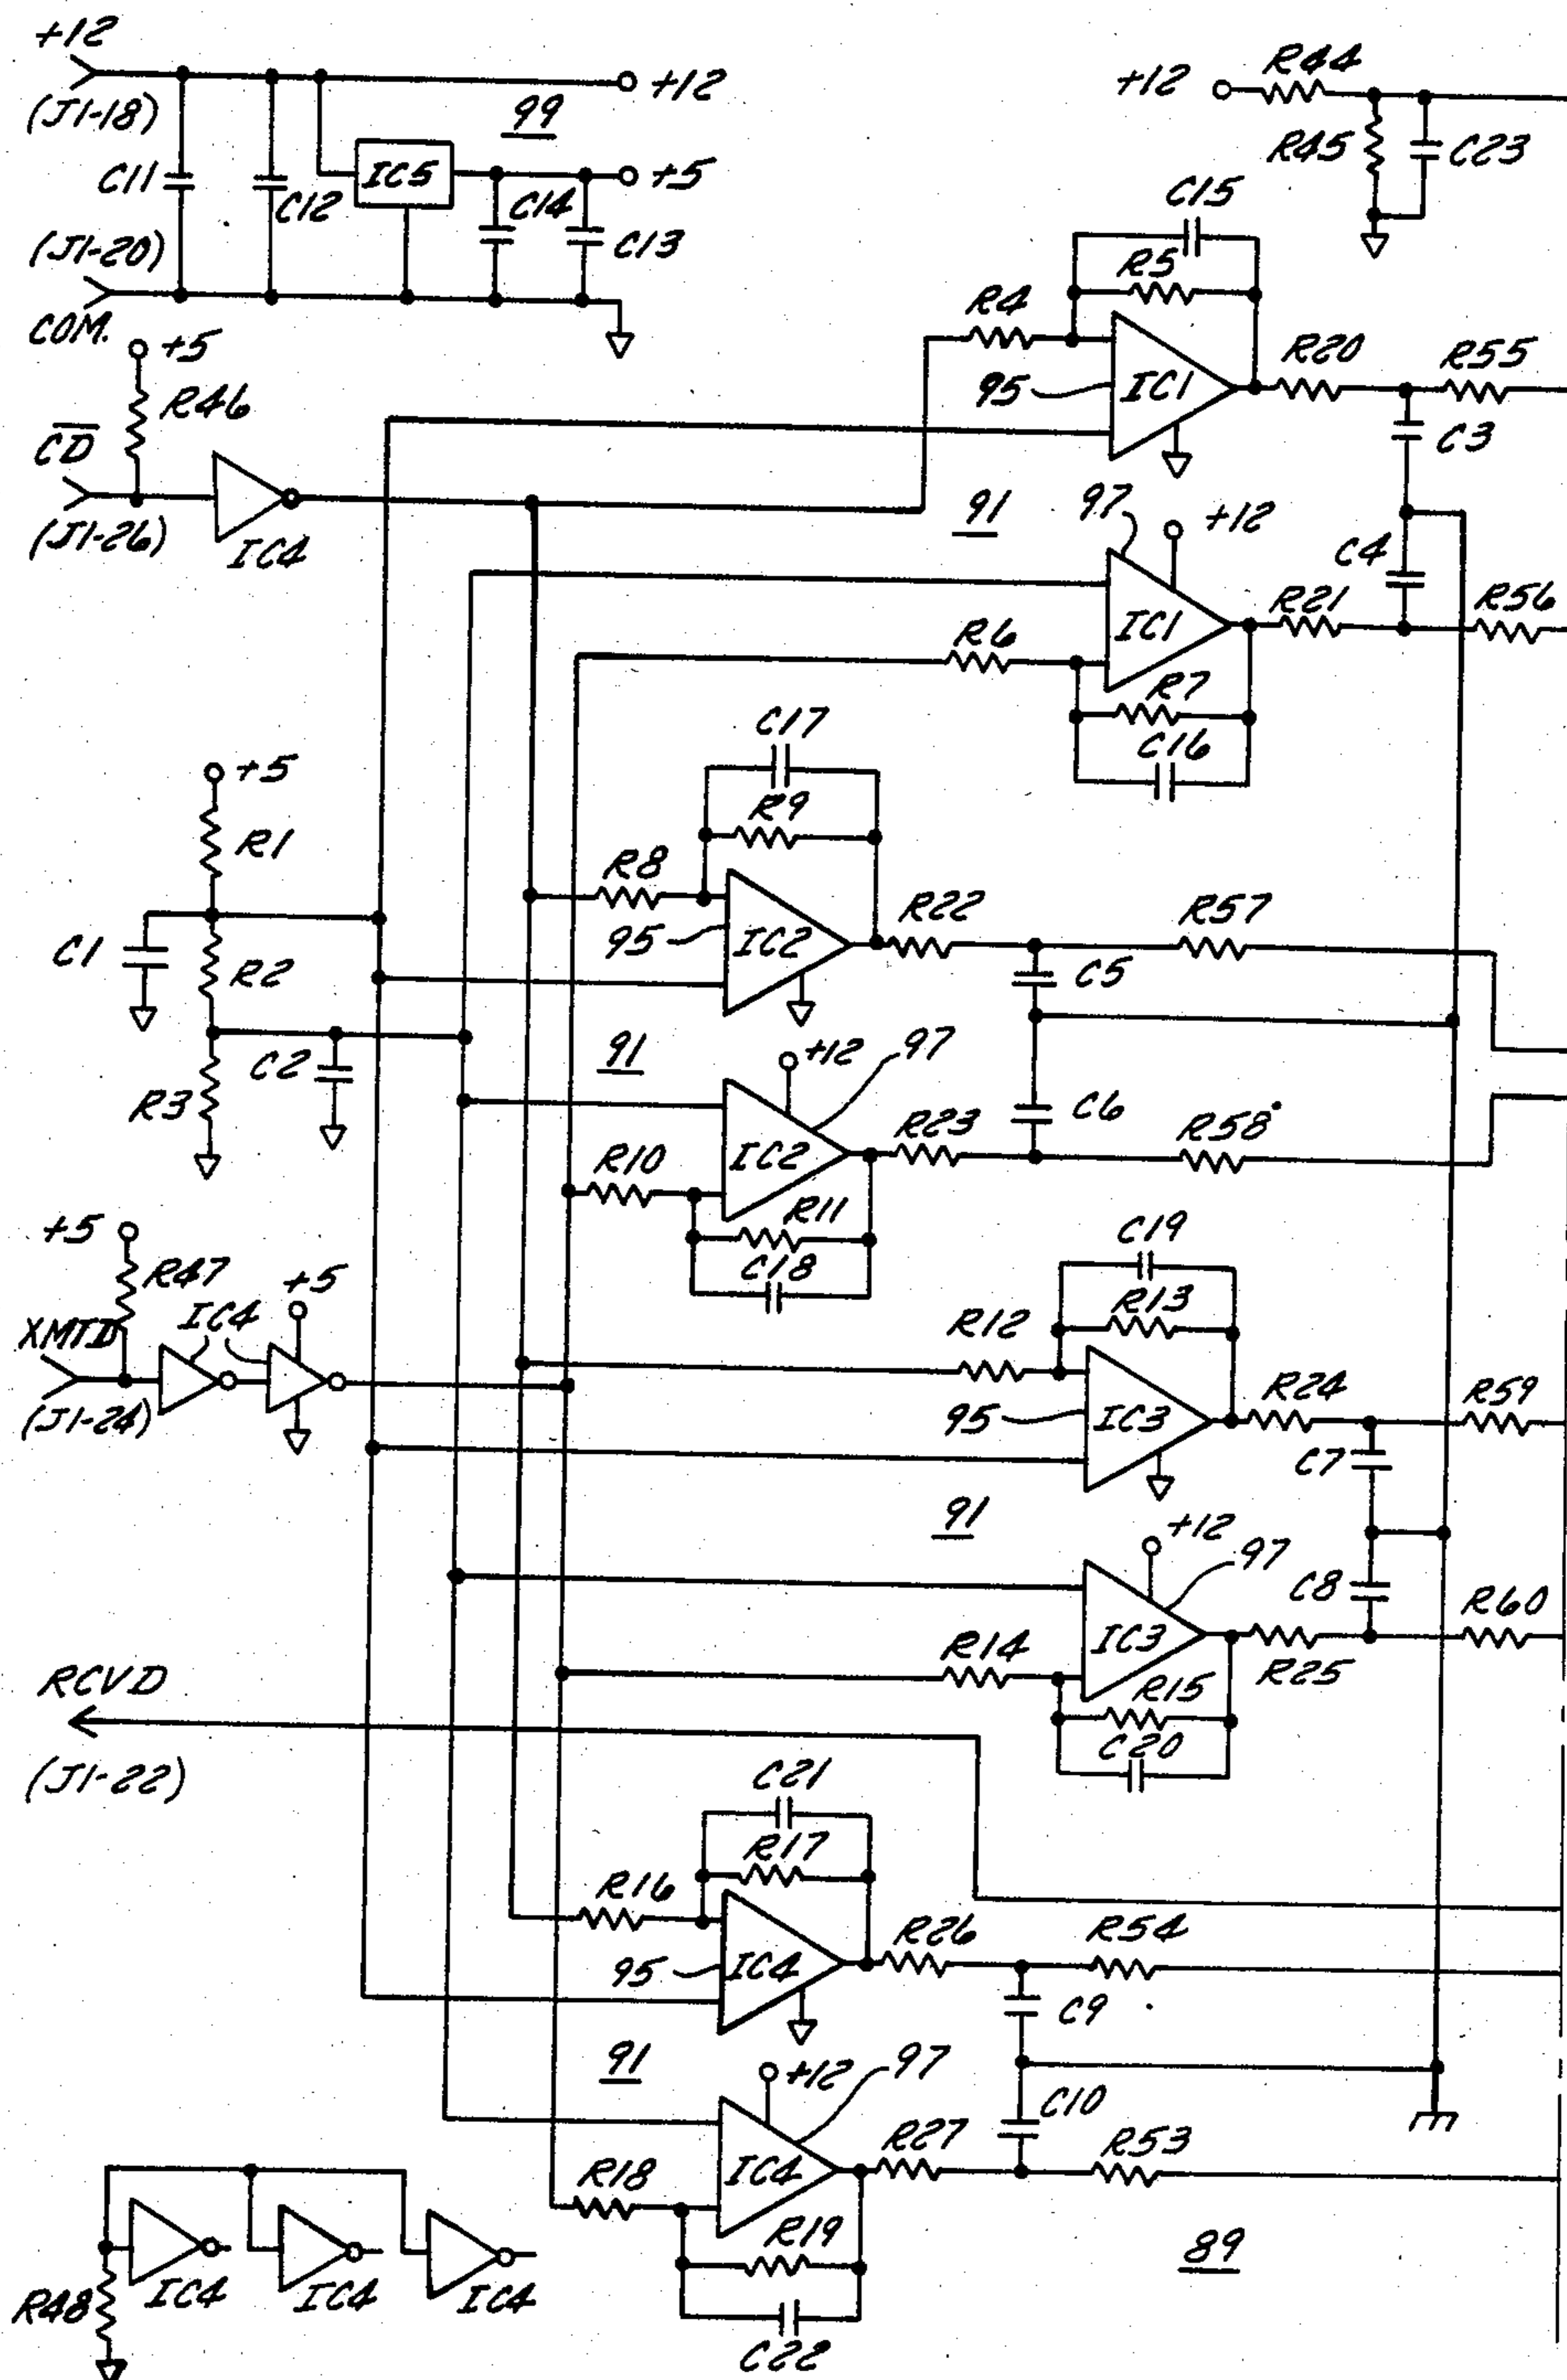 +12
(J1-18)
+12
99
C11
C12
IC5
+5
C14
C13
(J1-20)
COM.
+12
R44
R45
C23
C15
R5
R4
95
IC1
R20
R55
C3
+5
R46
C̅D̅
(J1-26)
IC4
91
97
+12
C4
IC1
R21
R56
R6
R7
C16
+5
R1
C1
R2
C2
R3
C17
R9
R8
95
IC2
R22
R57
C5
91
+12
97
C6
IC2
R23
R58
R10
R11
C18
+5
R47
IC4
+5
XMTD
(J1-24)
C19
R13
R12
95
IC3
R24
R59
C7
91
+12
97
C8
IC3
R60
R14
R25
R15
C20
RCVD
(J1-22)
C21
R17
R16
95
IC4
R26
R54
C9
91
+12
97
C10
IC4
R27
R53
R18
R19
C22
89
R48
IC4
IC4
IC4